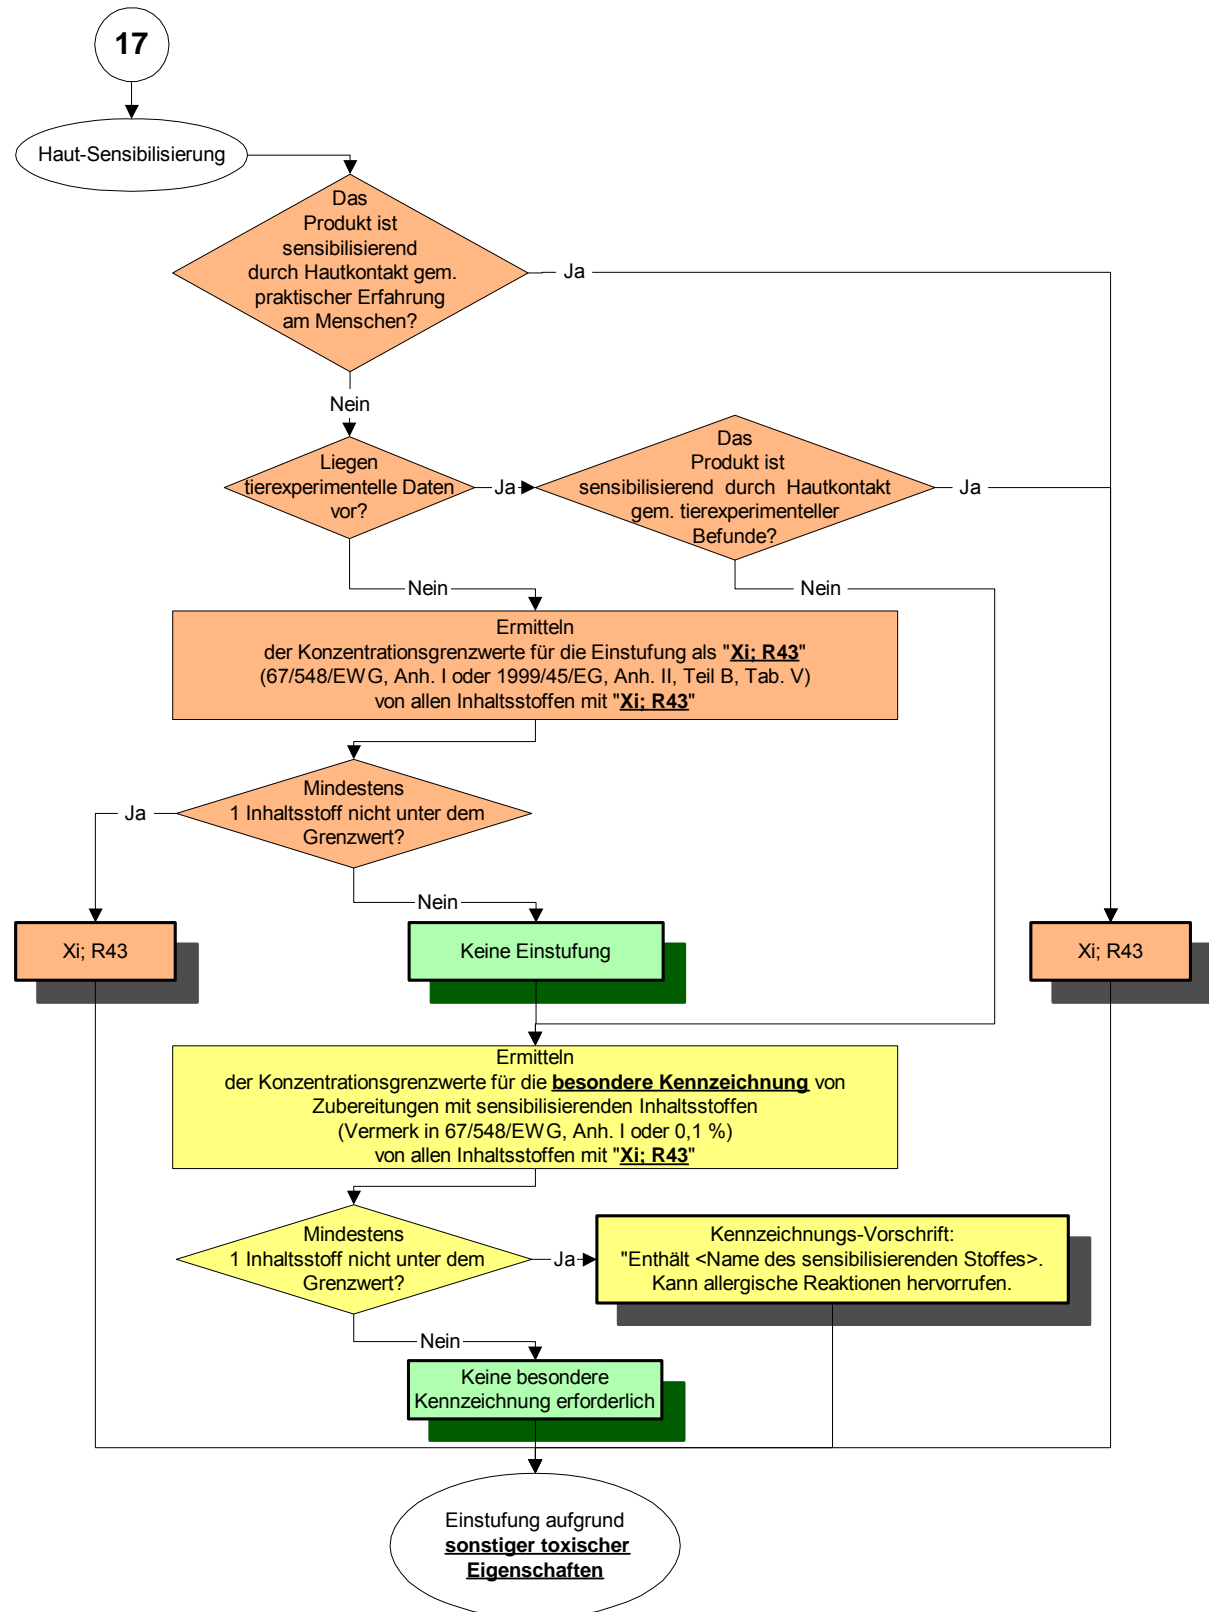 17
Haut-Sensibilisierung
Das
Produkt ist
sensibilisierend
durch Hautkontakt gem.
praktischer Erfahrung
am Menschen?
Ja
Nein
Liegen
tierexperimentelle Daten
vor?
Ja
Das
Produkt ist
sensibilisierend durch Hautkontakt
gem. tierexperimenteller
Befunde?
Ja
Nein
Nein
Ermitteln
der Konzentrationsgrenzwerte für die Einstufung als "Xi; R43"
(67/548/EWG, Anh. I oder 1999/45/EG, Anh. II, Teil B, Tab. V)
von allen Inhaltsstoffen mit "Xi; R43"
Mindestens
1 Inhaltsstoff nicht unter dem
Grenzwert?
Ja
Nein
Xi; R43
Keine Einstufung
Xi; R43
Ermitteln
der Konzentrationsgrenzwerte für die besondere Kennzeichnung von
Zubereitungen mit sensibilisierenden Inhaltsstoffen
(Vermerk in 67/548/EWG, Anh. I oder 0,1 %)
von allen Inhaltsstoffen mit "Xi; R43"
Mindestens
1 Inhaltsstoff nicht unter dem
Grenzwert?
Ja
Kennzeichnungs-Vorschrift:
"Enthält <Name des sensibilisierenden Stoffes>.
Kann allergische Reaktionen hervorrufen.
Nein
Keine besondere
Kennzeichnung erforderlich
Einstufung aufgrund
sonstiger toxischer
Eigenschaften